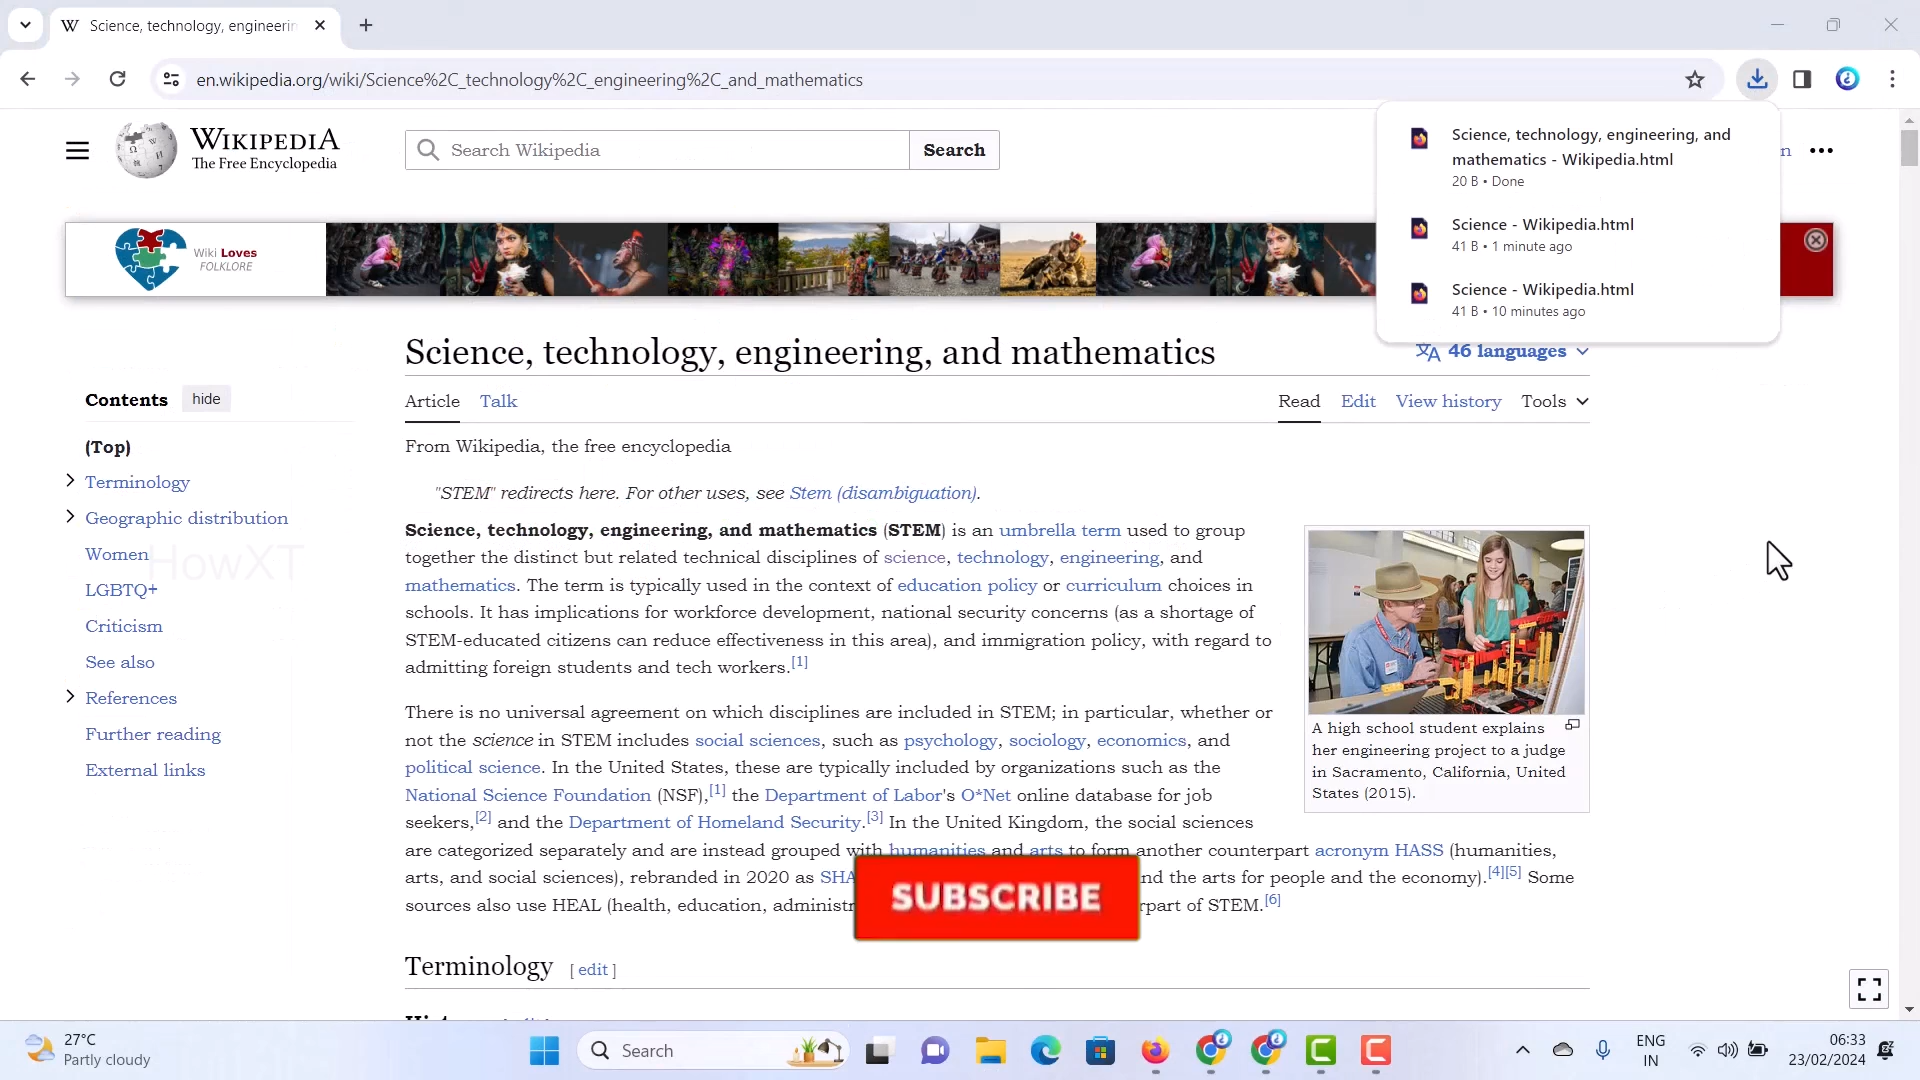 Science, technology, engineerin
en.wikipedia.org/wiki/Science%2C_technology%2C_engineering%2C_and_mathematics
WIKIPEDIA
The Free Encyclopedia
Search Wikipedia
Search
Science, technology, engineering, and
mathematics - Wikipedia.html
20 B • Done
Science - Wikipedia.html
41 B • 1 minute ago
Science - Wikipedia.html
41 B • 10 minutes ago
Wiki Loves
FOLKLORE
Science, technology, engineering, and mathematics
46 languages
Contents hide
Article Talk
Read Edit View history Tools
(Top)
Terminology
Geographic distribution
Women
LGBTQ+
Criticism
See also
References
Further reading
External links
HowXT
From Wikipedia, the free encyclopedia
"STEM" redirects here. For other uses, see Stem (disambiguation).
Science, technology, engineering, and mathematics (STEM) is an umbrella term used to group
together the distinct but related technical disciplines of science, technology, engineering, and
mathematics. The term is typically used in the context of education policy or curriculum choices in
schools. It has implications for workforce development, national security concerns (as a shortage of
STEM-educated citizens can reduce effectiveness in this area), and immigration policy, with regard to
admitting foreign students and tech workers.[1]
A high school student explains
her engineering project to a judge
in Sacramento, California, United
States (2015).
There is no universal agreement on which disciplines are included in STEM; in particular, whether or
not the science in STEM includes social sciences, such as psychology, sociology, economics, and
political science. In the United States, these are typically included by organizations such as the
National Science Foundation (NSF),[1] the Department of Labor's O*Net online database for job
seekers,[2] and the Department of Homeland Security.[3] In the United Kingdom, the social sciences
are categorized separately and are instead grouped with humanities and arts to form another counterpart acronym HASS (humanities,
arts, and social sciences), rebranded in 2020 as SHA nd the arts for people and the economy).[4][5] Some
sources also use HEAL (health, education, administr rpart of STEM.[6]
SUBSCRIBE
Terminology [ edit ]
27°C
Partly cloudy
Search
ENG
IN
06:33
23/02/2024